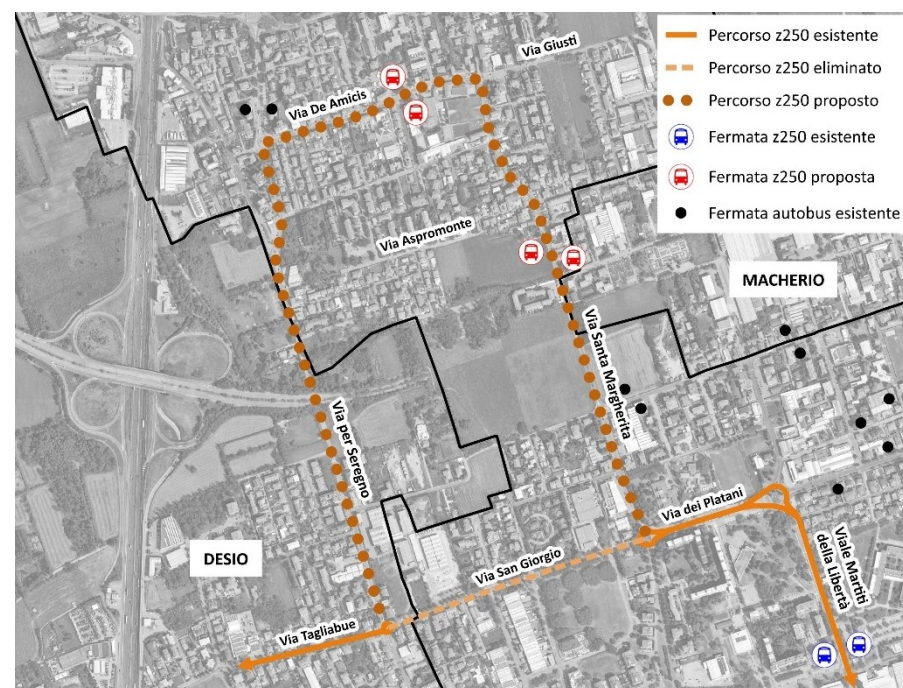 Percorso z250 esistente
Percorso z250 eliminato
Percorso z250 proposto
Fermata z250 esistente
Fermata z250 proposta
Fermata autobus esistente
Via Giusti
Via De Amicis
Via Aspromonte
MACHERIO
Via Santa Margherita
Via per Seregno
Via dei Platani
Viale Martiti
della Libertà
DESIO
Via San Giorgio
Via Tagliabue